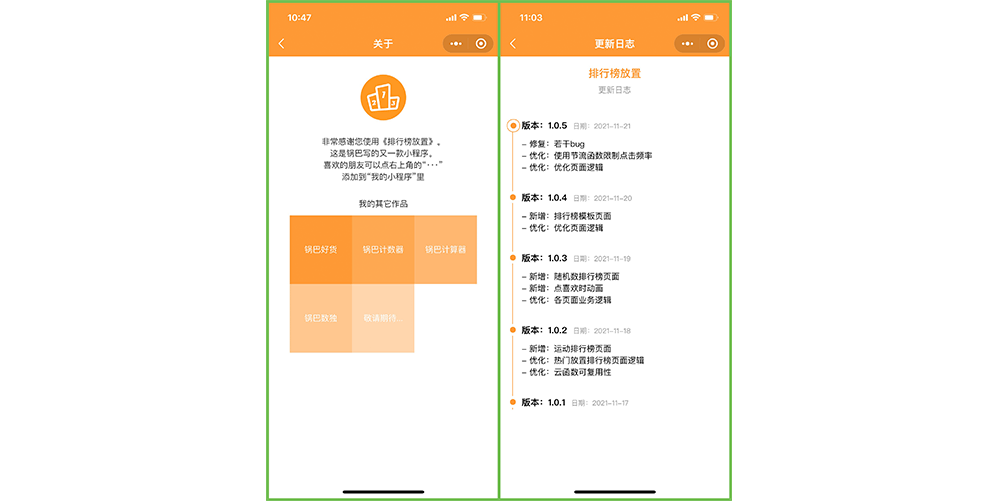 10:47
关于
2 1 3
非常感谢您使用《排行榜放置》。
这是锅巴写的又一款小程序。
喜欢的朋友可以点右上角的“···”
添加到“我的小程序”里
我的其它作品
锅巴好货 锅巴计数器 锅巴计算器
锅巴数独 敬请期待...
11:03
更新日志
排行榜放置
更新日志
版本：1.0.5 日期：2021-11-21
- 修复：若干bug
- 优化：使用节流函数限制点击频率
- 优化：优化页面逻辑
版本：1.0.4 日期：2021-11-20
- 新增：排行榜模板页面
- 优化：优化页面逻辑
版本：1.0.3 日期：2021-11-19
- 新增：随机数排行榜页面
- 新增：点喜欢时动画
- 优化：各页面业务逻辑
版本：1.0.2 日期：2021-11-18
- 新增：运动排行榜页面
- 优化：热门放置排行榜页面逻辑
- 优化：云函数可复用性
版本：1.0.1 日期：2021-11-17